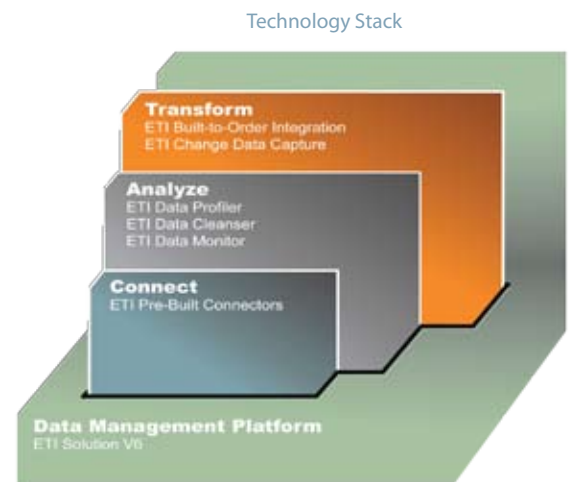 Technology Stack
Transform
ETI Built-to-Order Integration
ETI Change Data Capture
Analyze
ETI Data Profiler
ETI Data Cleanser
ETI Data Monitor
Connect
ETI Pre-Built Connectors
Data Management Platform
ETI Solution V6